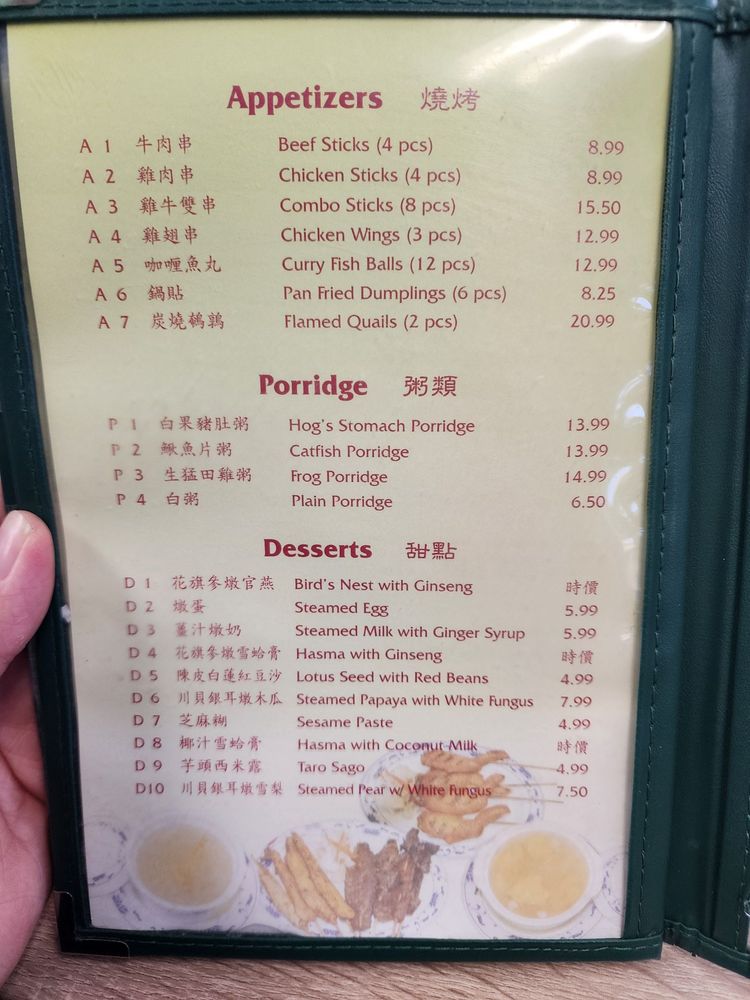 Appetizers 燒烤
A 1 牛肉串 Beef Sticks (4 pcs) 8.99
A 2 雞肉串 Chicken Sticks (4 pcs) 8.99
A 3 雞牛雙串 Combo Sticks (8 pcs) 15.50
A 4 雞翅串 Chicken Wings (3 pcs) 12.99
A 5 咖喱魚丸 Curry Fish Balls (12 pcs) 12.99
A 6 鍋貼 Pan Fried Dumplings (6 pcs) 8.25
A 7 炭燒鵪鶉 Flamed Quails (2 pcs) 20.99
Porridge 粥類
P 1 白果豬肚粥 Hog's Stomach Porridge 13.99
P 2 鰍魚片粥 Catfish Porridge 13.99
P 3 生猛田雞粥 Frog Porridge 14.99
P 4 白粥 Plain Porridge 6.50
Desserts 甜點
D 1 花旗參燉官燕 Bird's Nest with Ginseng 時價
D 2 燉蛋 Steamed Egg 5.99
D 3 薑汁燉奶 Steamed Milk with Ginger Syrup 5.99
D 4 花旗參燉雪蛤膏 Hasma with Ginseng 時價
D 5 陳皮白蓮紅豆沙 Lotus Seed with Red Beans 4.99
D 6 川貝銀耳燉木瓜 Steamed Papaya with White Fungus 7.99
D 7 芝麻糊 Sesame Paste 4.99
D 8 椰汁雪蛤膏 Hasma with Coconut Milk 時價
D 9 芋頭西米露 Taro Sago 4.99
D10 川貝銀耳燉雪梨 Steamed Pear w/ White Fungus 7.50